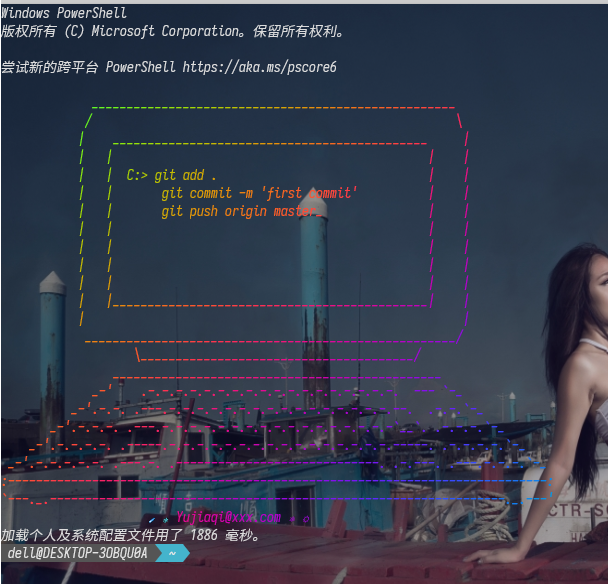 Windows PowerShell
版权所有 (C) Microsoft Corporation。保留所有权利。
尝试新的跨平台 PowerShell https://aka.ms/pscore6
C:> git add .
git commit -m 'first commit'
git push origin master
Yujiaqi@xxx.com
加载个人及系统配置文件用了 1886 毫秒。
dell@DESKTOP-3OBQU0A ~
CTR-S